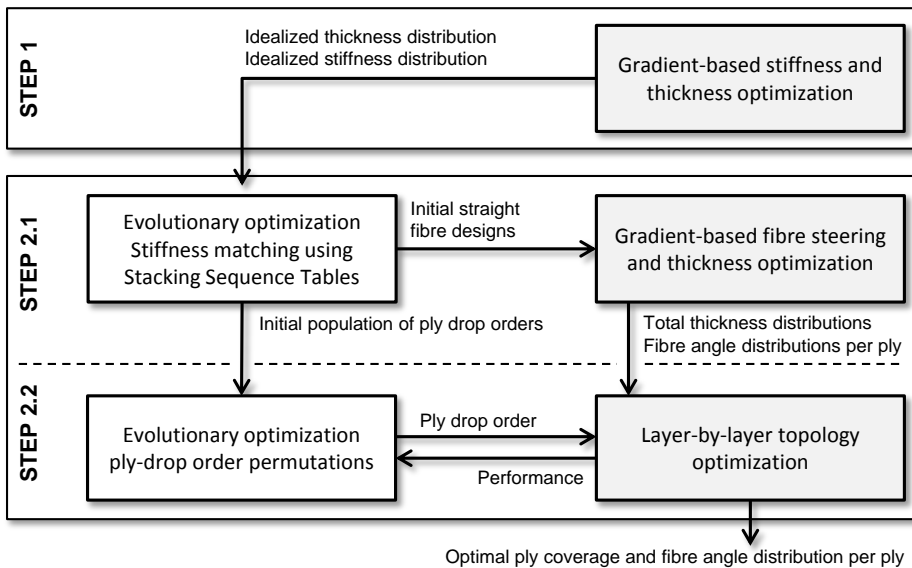 STEP 1
Idealized thickness distribution
Idealized stiffness distribution
Gradient-based stiffness and
thickness optimization
STEP 2.1
Evolutionary optimization
Stiffness matching using
Stacking Sequence Tables
Initial straight
fibre designs
Gradient-based fibre steering
and thickness optimization
Initial population of ply drop orders
Total thickness distributions
Fibre angle distributions per ply
STEP 2.2
Evolutionary optimization
ply-drop order permutations
Ply drop order
Performance
Layer-by-layer topology
optimization
Optimal ply coverage and fibre angle distribution per ply